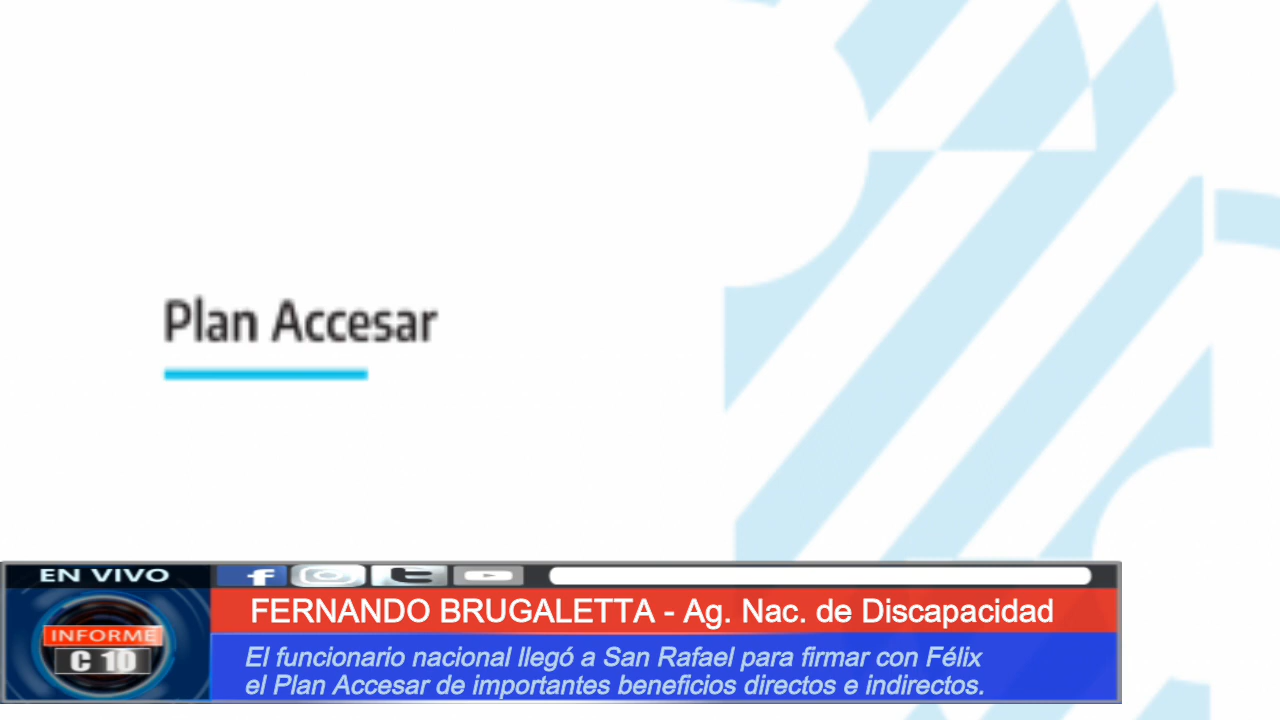 Plan Accesar
EN VIVO
INFORME
C 10
FERNANDO BRUGALETTA - Ag. Nac. de Discapacidad
El funcionario nacional llegó a San Rafael para firmar con Félix
el Plan Accesar de importantes beneficios directos e indirectos.